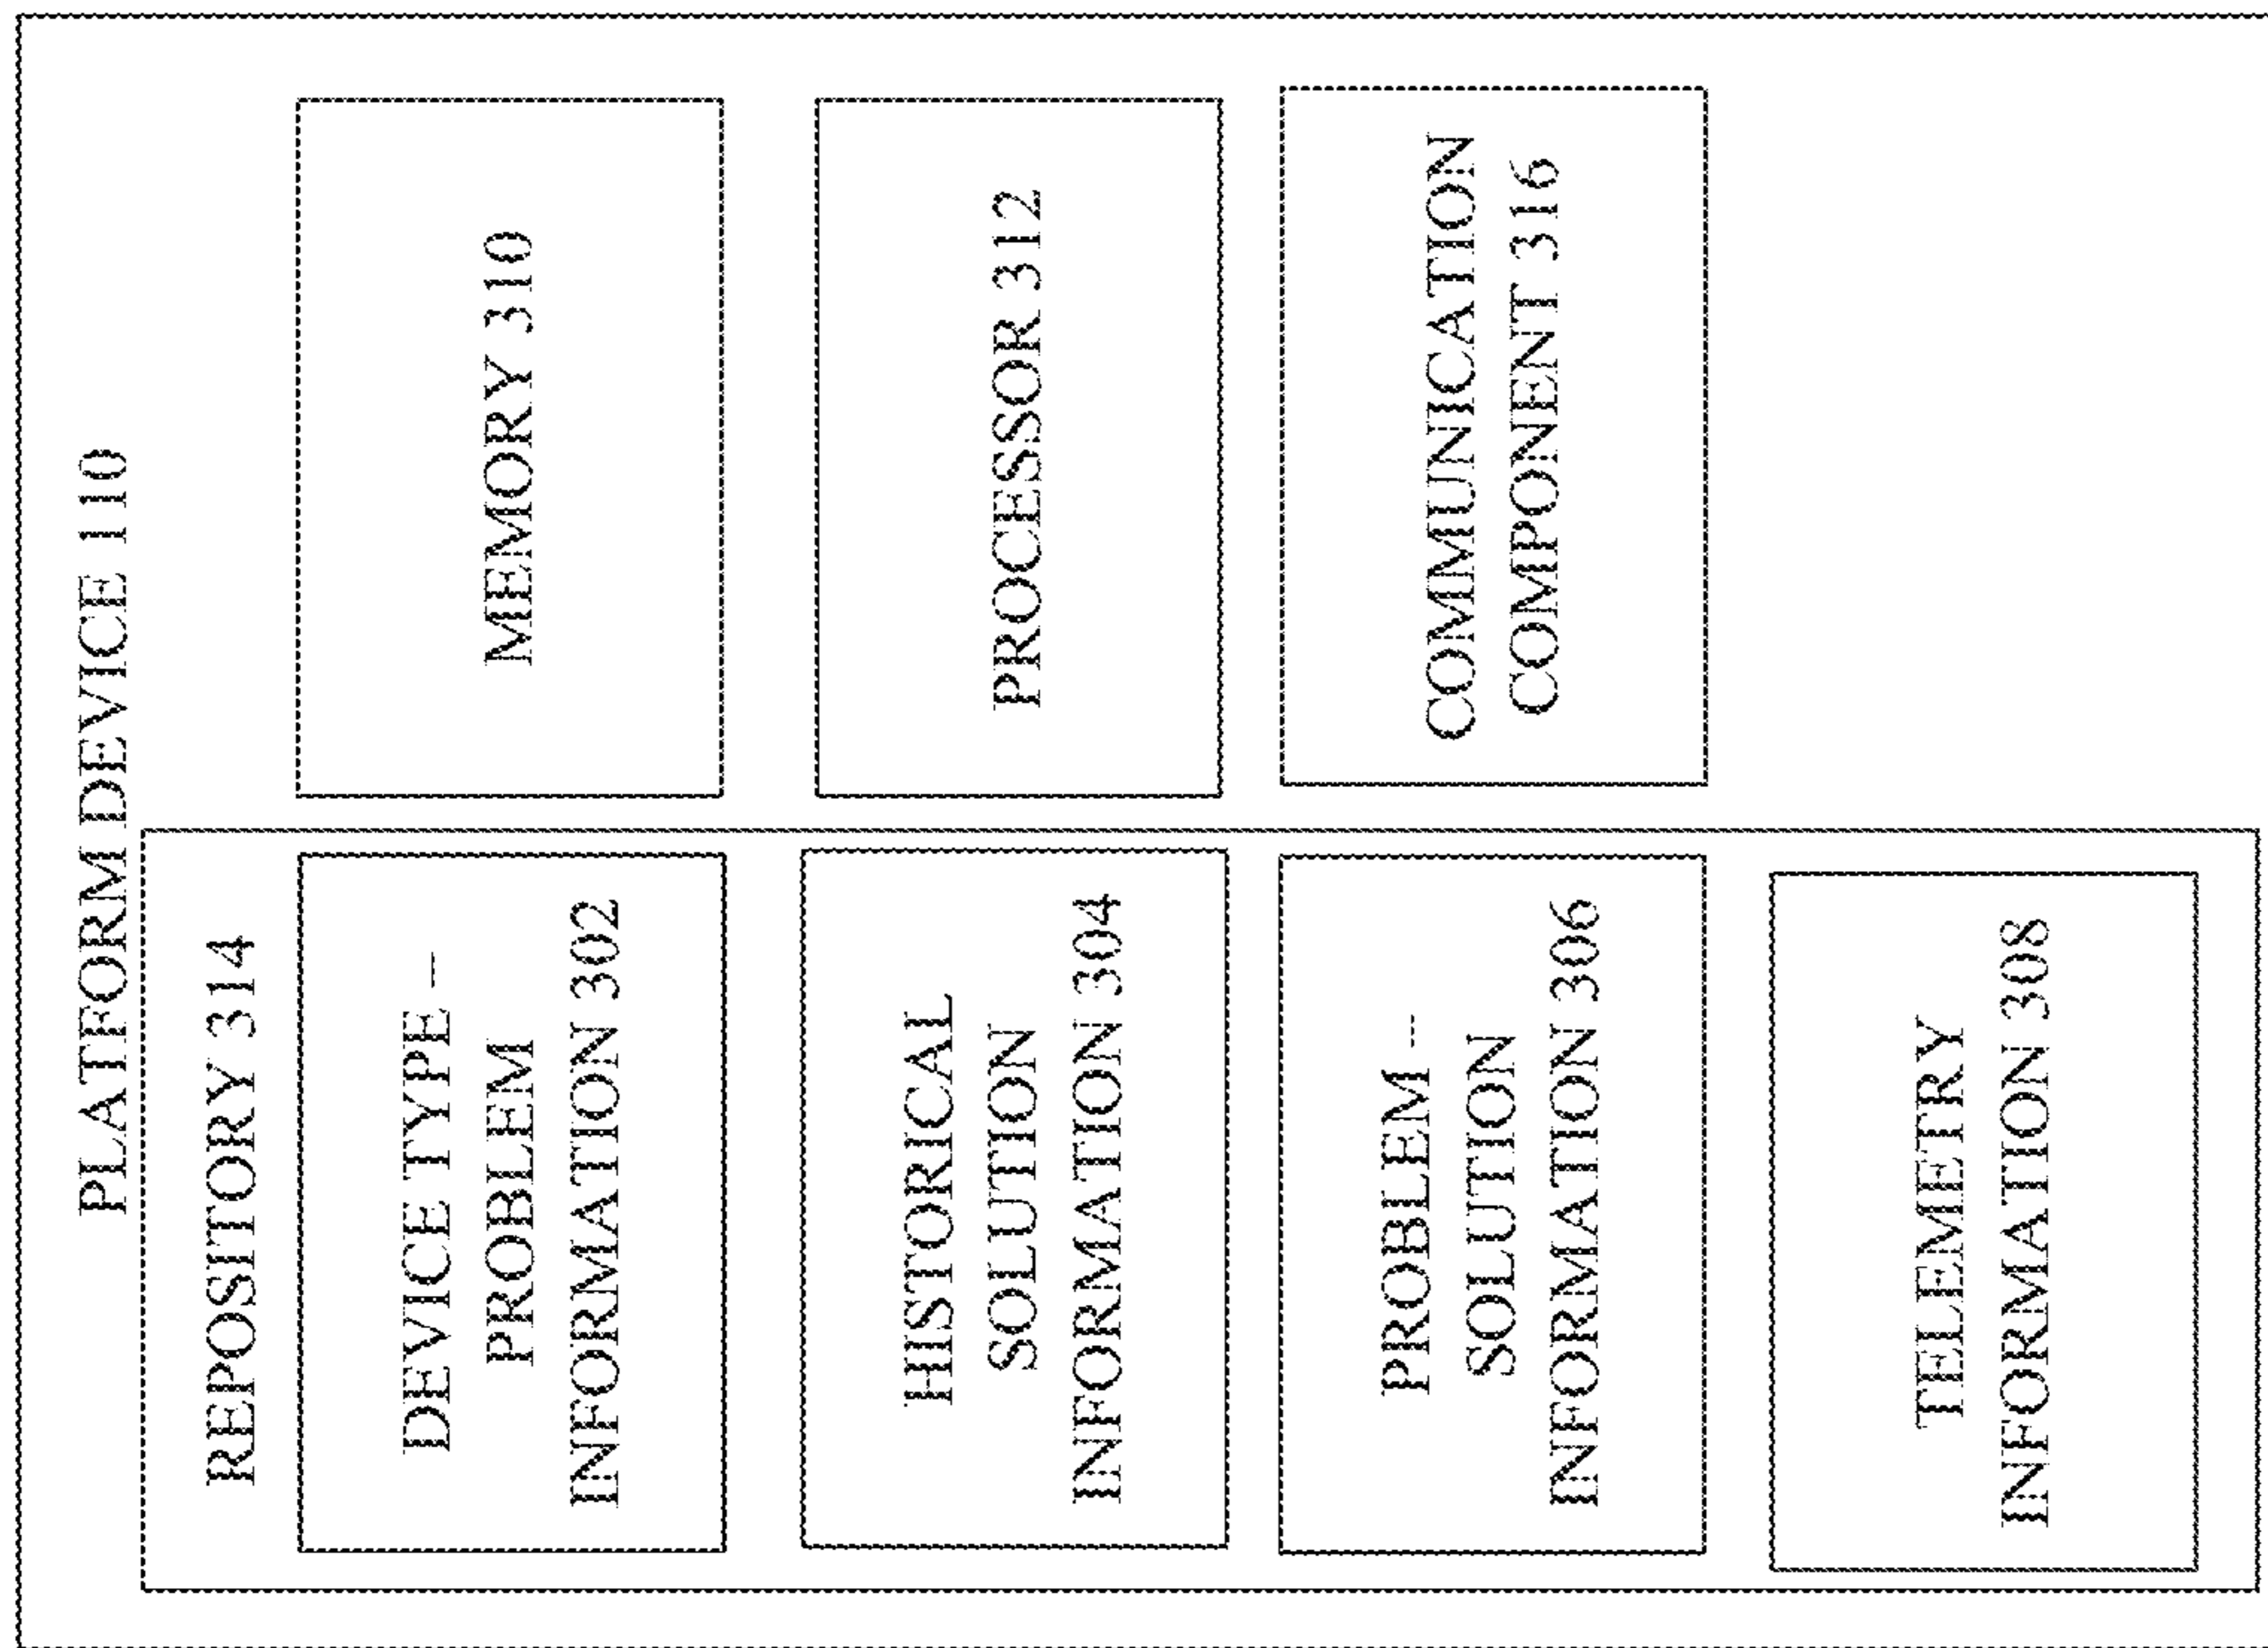 PLATFORM DEVICE 110
REPOSITORY 314
DEVICE TYPE –
PROBLEM
INFORMATION 302
HISTORICAL
SOLUTION
INFORMATION 304
PROBLEM –
SOLUTION
INFORMATION 306
TELEMETRY
INFORMATION 308
MEMORY 310
PROCESSOR 312
COMMUNICATION
COMPONENT 316